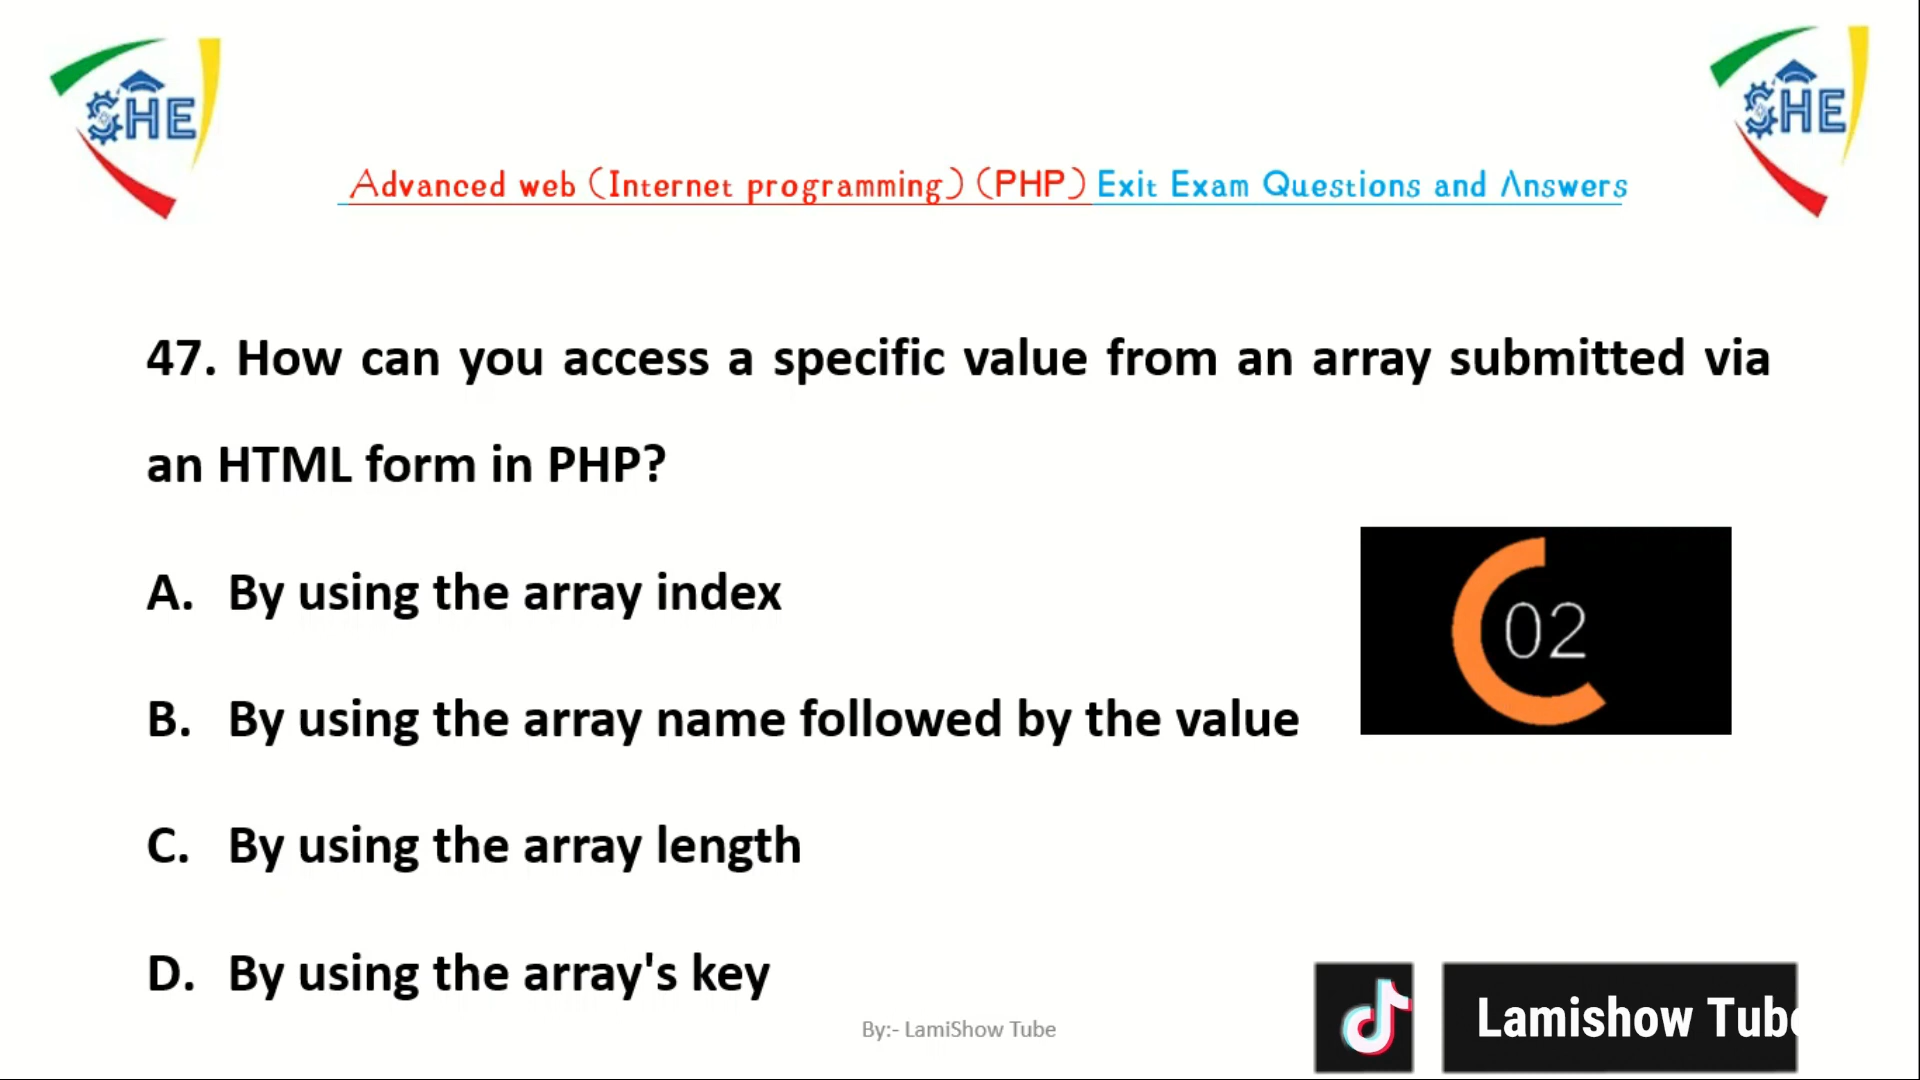 SHE
SHE
Advanced web (Internet programming) (PHP) Exit Exam Questions and Answers
47. How can you access a specific value from an array submitted via
an HTML form in PHP?
A. By using the array index
02
B. By using the array name followed by the value
C. By using the array length
D. By using the array's key
By:- LamiShow Tube
Lamishow Tube